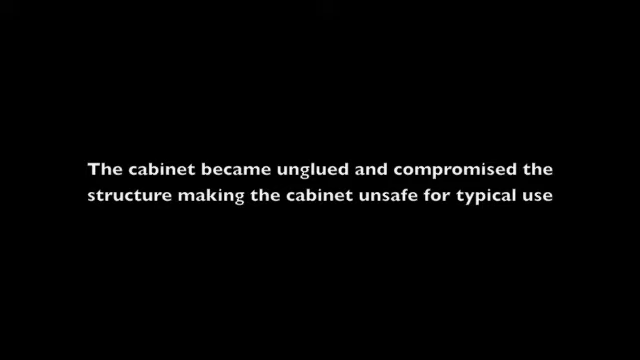 The cabinet became unglued and compromised the
structure making the cabinet unsafe for typical use